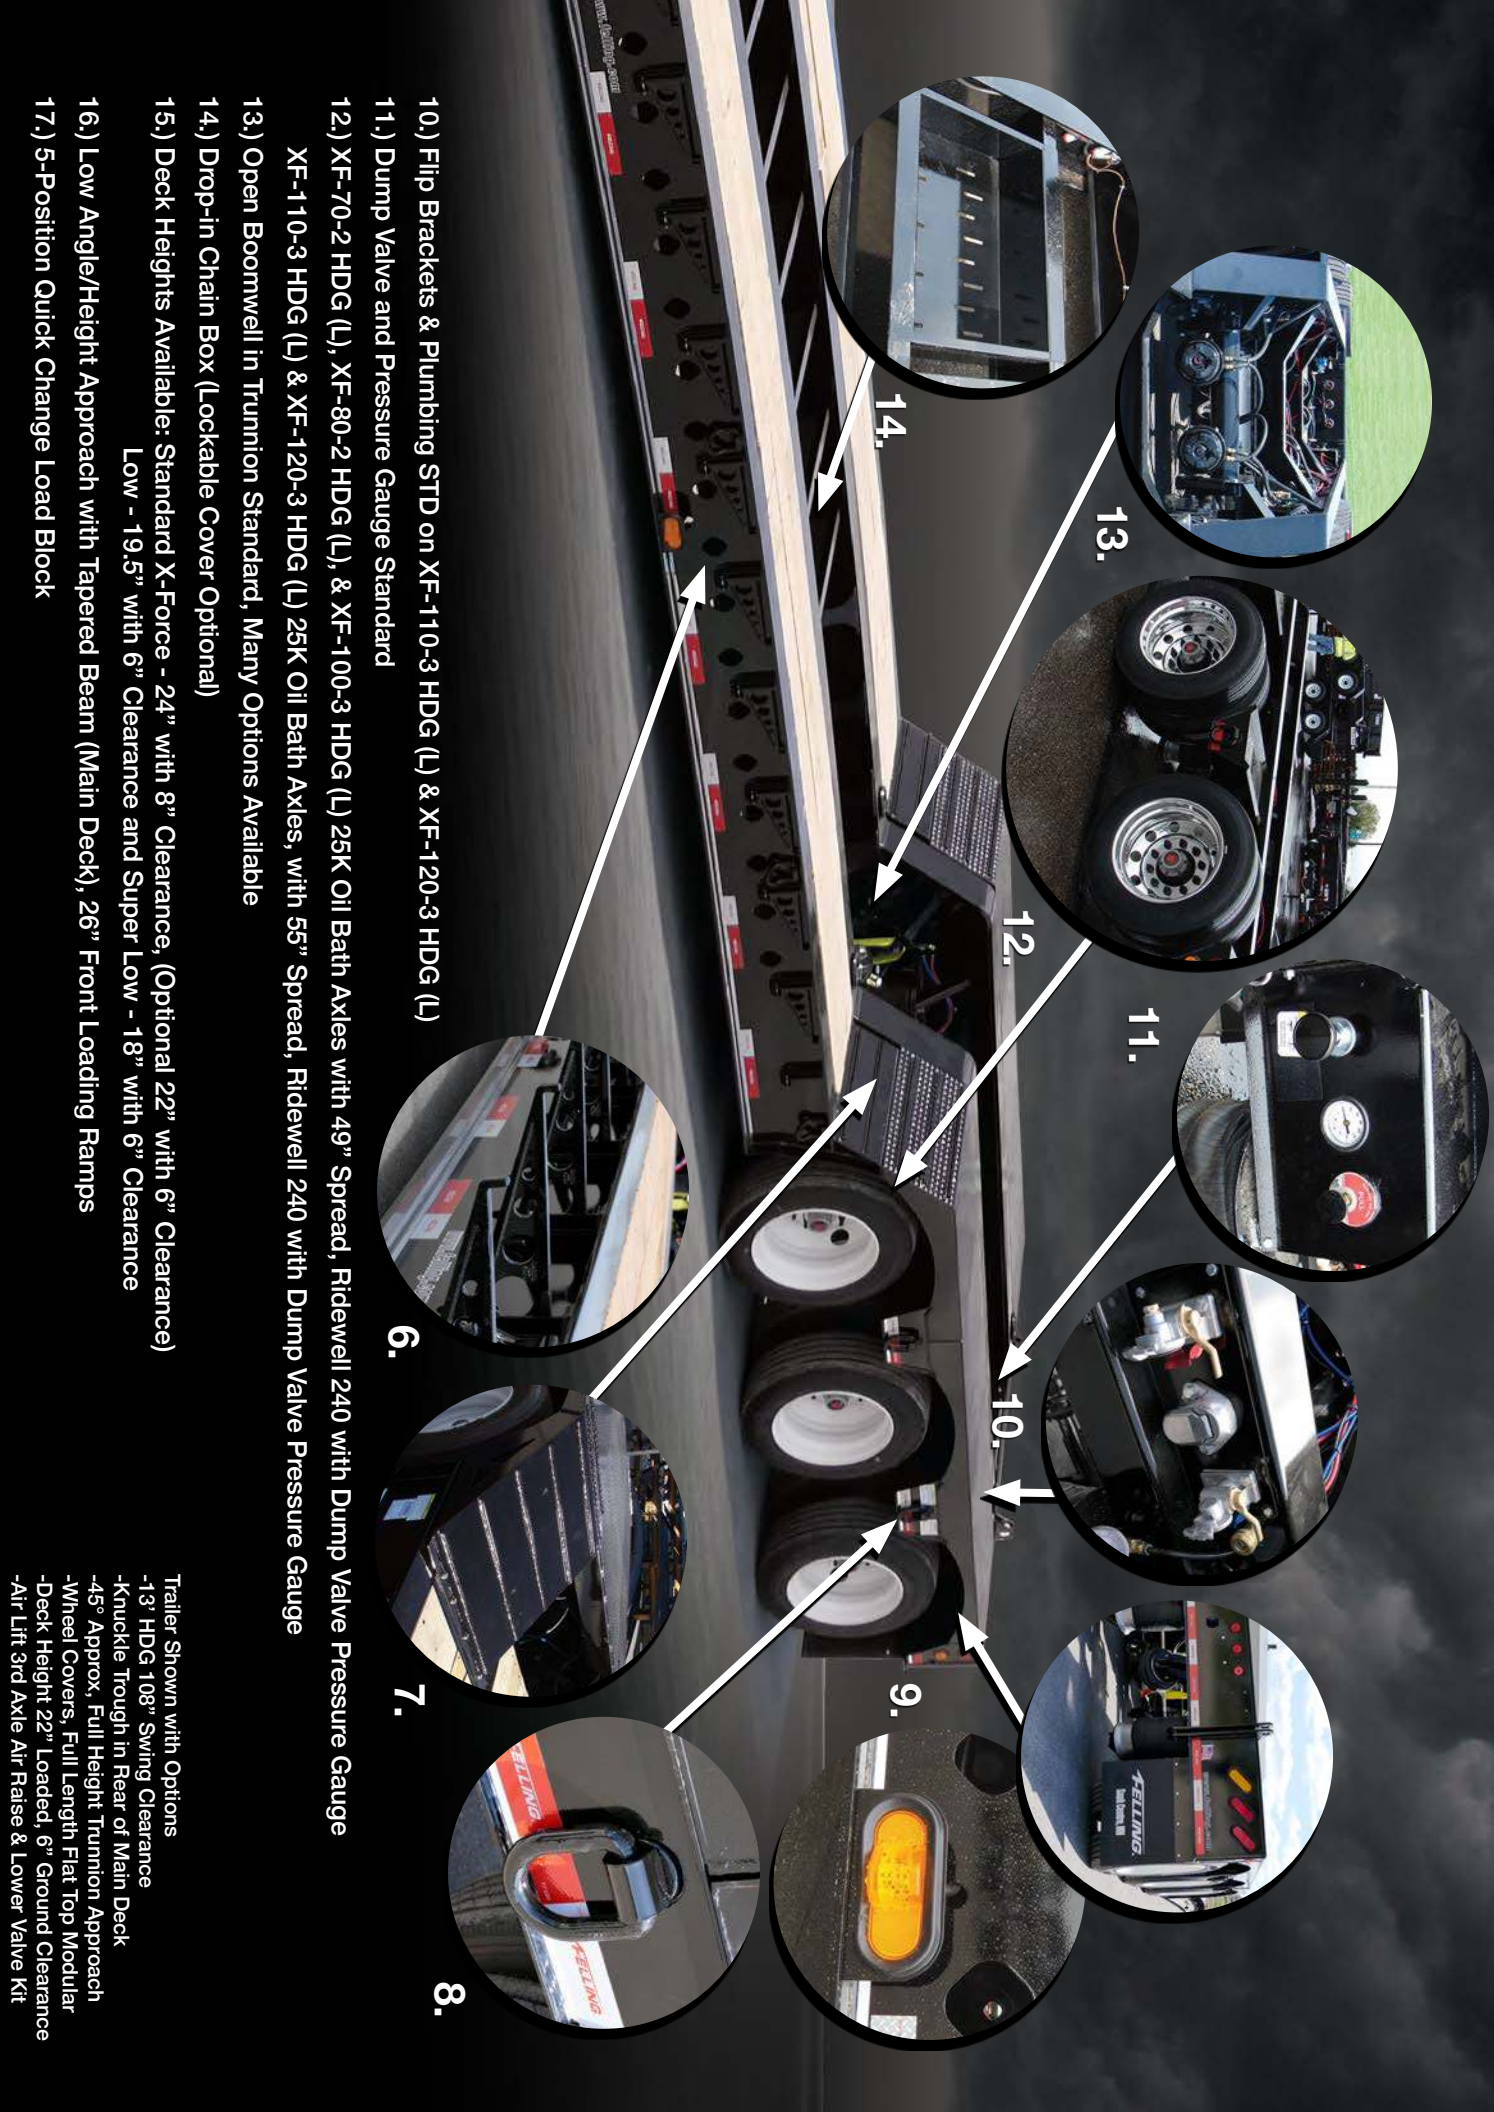 14.
13.
12.
11.
10.
9.
8.
7.
6.
www.felling.com
PULL
FELLING.
Sauk Centre, MN
FELLING
FELLING
10.) Flip Brackets & Plumbing STD on XF-110-3 HDG (L) & XF-120-3 HDG (L)
11.) Dump Valve and Pressure Gauge Standard
12.) XF-70-2 HDG (L), XF-80-2 HDG (L), & XF-100-3 HDG (L) 25K Oil Bath Axles with 49” Spread, Ridewell 240 with Dump Valve Pressure Gauge
XF-110-3 HDG (L) & XF-120-3 HDG (L) 25K Oil Bath Axles, with 55” Spread, Ridewell 240 with Dump Valve Pressure Gauge
13.) Open Boomwell in Trunnion Standard, Many Options Available
14.) Drop-in Chain Box (Lockable Cover Optional)
15.) Deck Heights Available: Standard X-Force - 24” with 8” Clearance, (Optional 22” with 6” Clearance)
Low - 19.5” with 6” Clearance and Super Low - 18” with 6” Clearance
16.) Low Angle/Height Approach with Tapered Beam (Main Deck), 26” Front Loading Ramps
17.) 5-Position Quick Change Load Block
Trailer Shown with Options
-13’ HDG 108” Swing Clearance
-Knuckle Trough in Rear of Main Deck
-45° Approx, Full Height Trunnion Approach
-Wheel Covers, Full Length Flat Top Modular
-Deck Height 22” Loaded, 6” Ground Clearance
-Air Lift 3rd Axle Air Raise & Lower Valve Kit